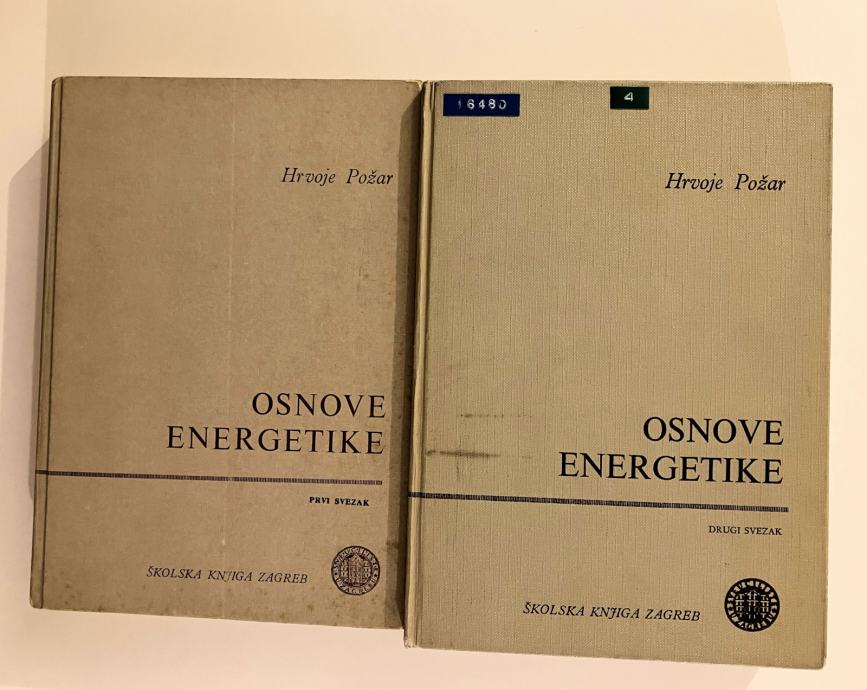 Hrvoje Požar
OSNOVE
ENERGETIKE
PRVI SVEZAK
ŠKOLSKA KNJIGA ZAGREB
16480
4
Hrvoje Požar
OSNOVE
ENERGETIKE
DRUGI SVEZAK
ŠKOLSKA KNJIGA ZAGREB